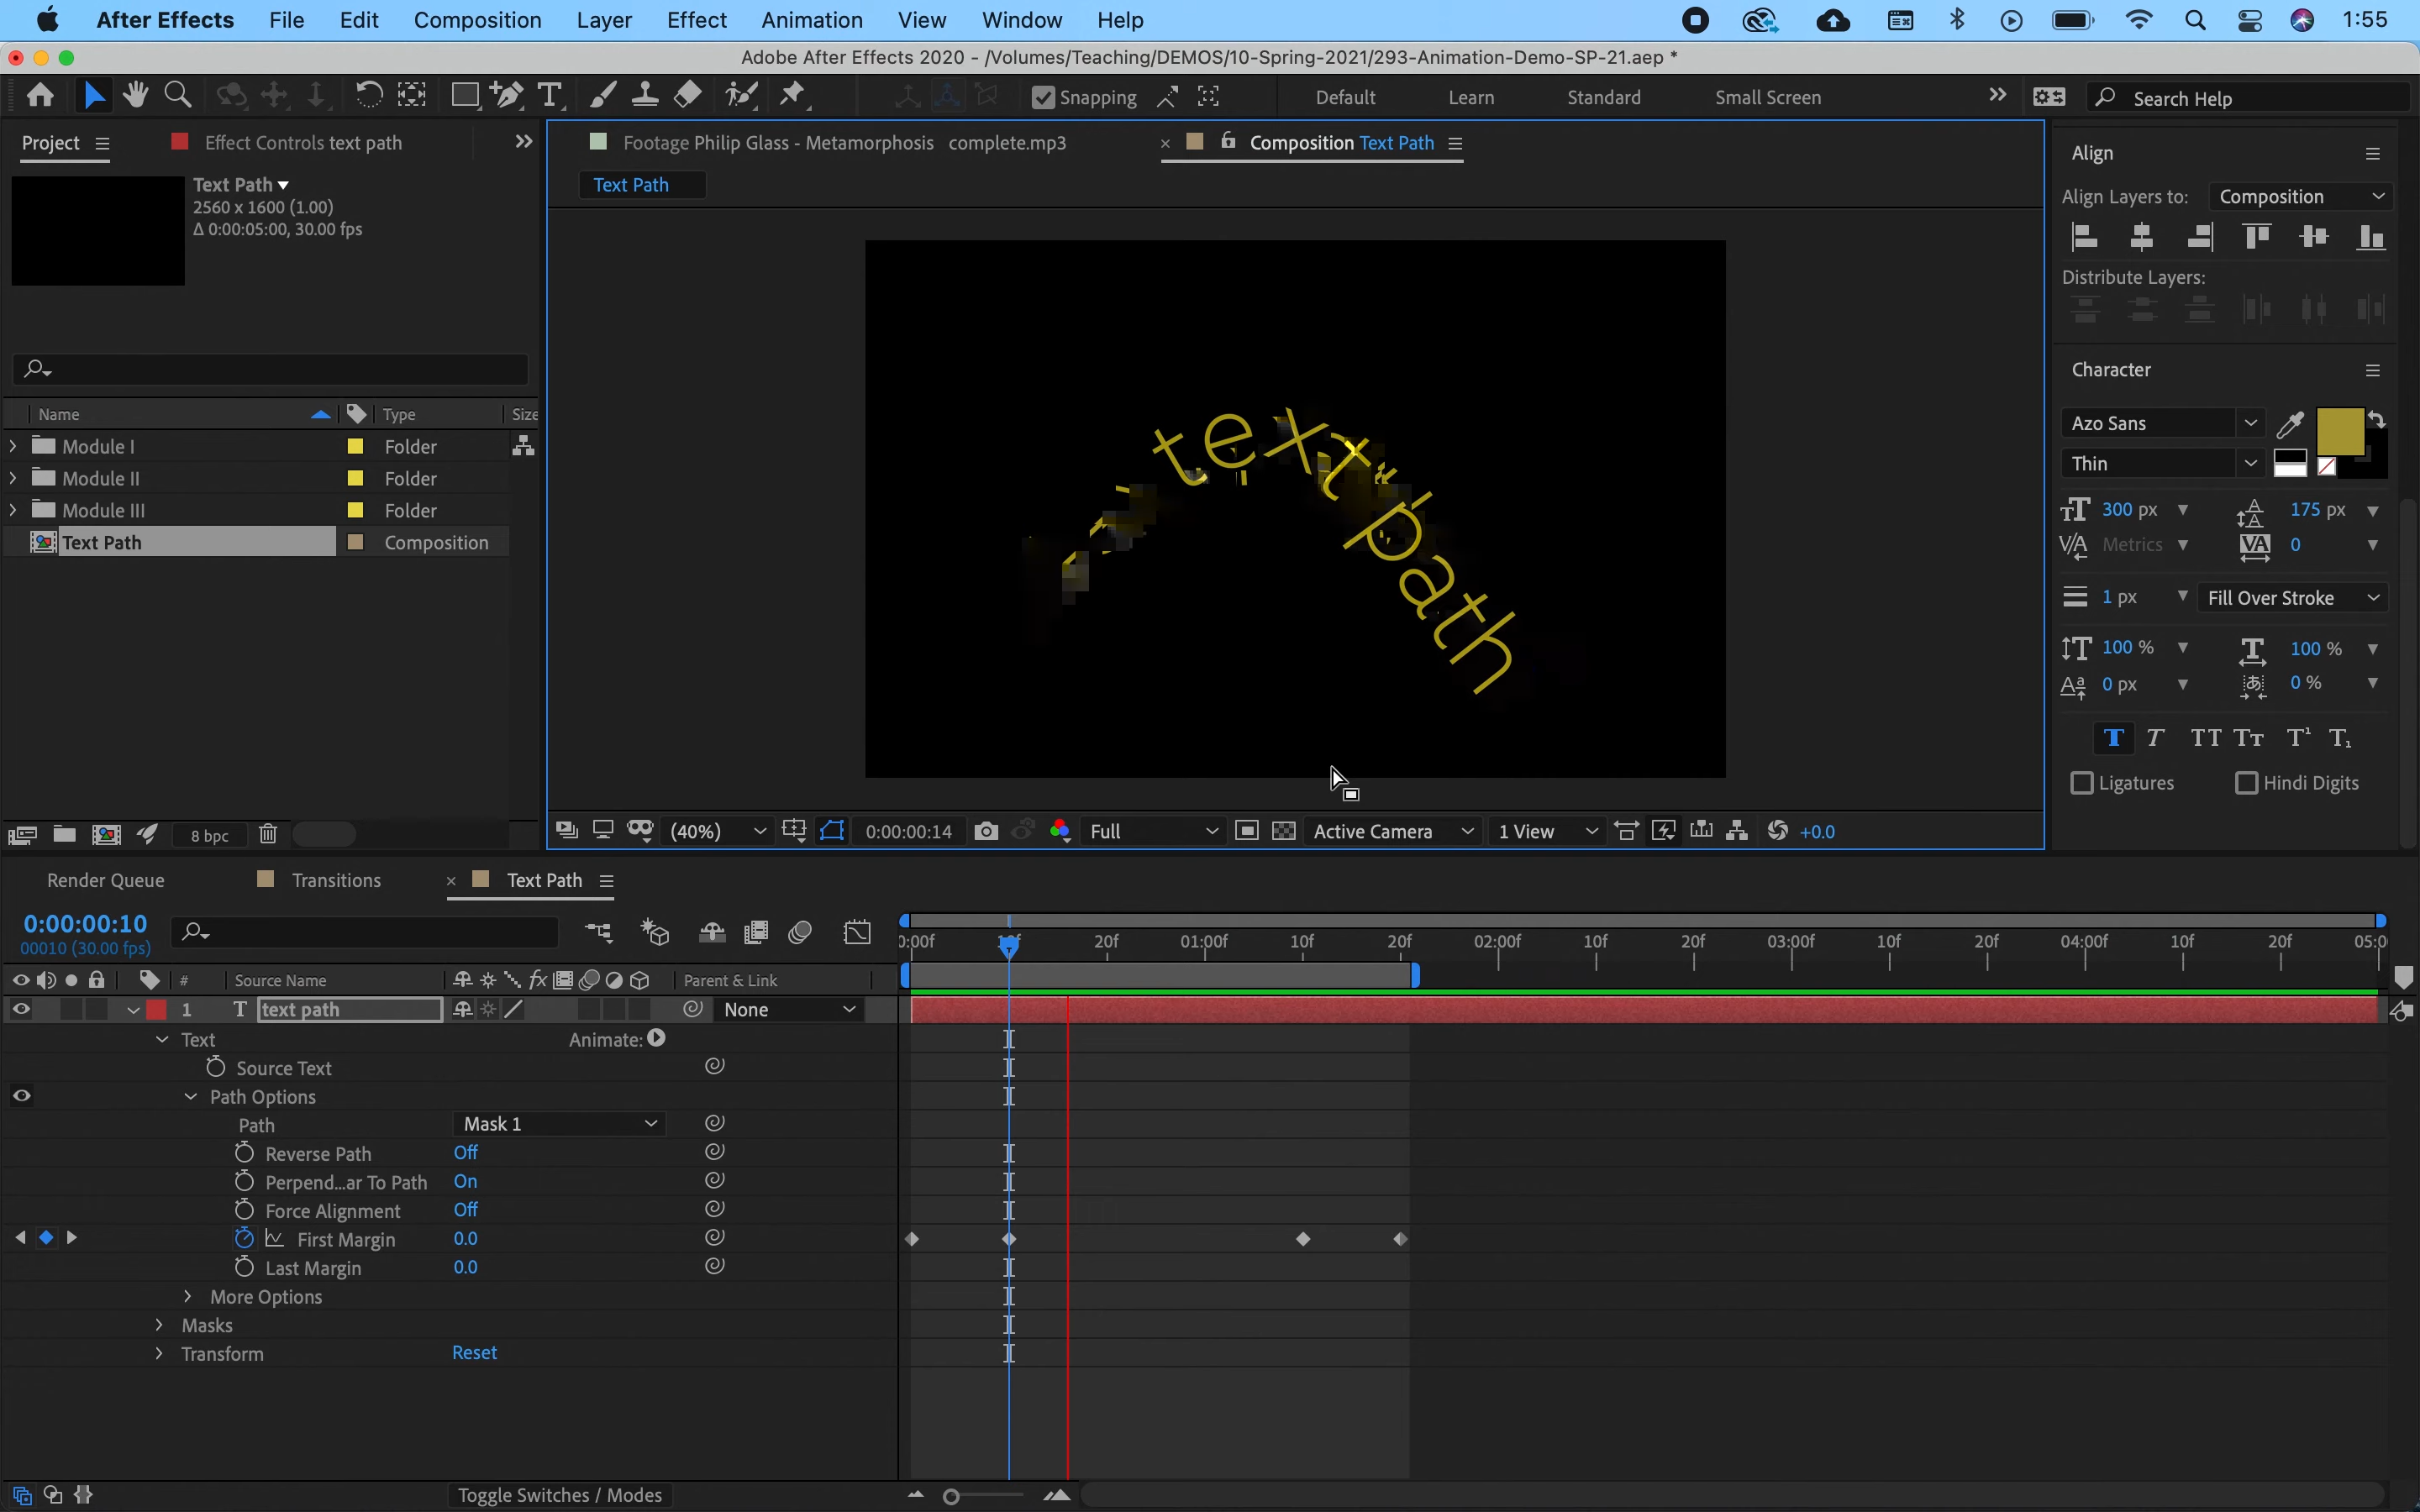 After Effects File Edit Composition Layer Effect Animation View Window Help 1:55
Adobe After Effects 2020 - /Volumes/Teaching/DEMOS/10-Spring-2021/293-Animation-Demo-SP-21.aep *
Snapping Default Learn Standard Small Screen Search Help
Project Effect Controls text path
Text Path
2560 x 1600 (1.00)
Δ 0:00:05:00, 30.00 fps
Name Type Size
Module I Folder
Module II Folder
Module III Folder
Text Path Composition
8 bpc
Footage Philip Glass - Metamorphosis complete.mp3 × Composition Text Path
Text Path
text path
(40%) 0:00:00:14 Full Active Camera 1 View +0.0
Align
Align Layers to: Composition
Distribute Layers:
Character
Azo Sans
Thin
300 px 175 px
Metrics 0
1 px Fill Over Stroke
100 % 100 %
0 px 0 %
T T TT Tt T¹ T₁
Ligatures Hindi Digits
Render Queue Transitions × Text Path
0:00:00:10
00010 (30.00 fps)
0:00f 20f 01:00f 10f 20f 02:00f 10f 20f 03:00f 10f 20f 04:00f 10f 20f 05:0
# Source Name fx Parent & Link
1 T text path None
Text Animate:
Source Text
Path Options
Path Mask 1
Reverse Path Off
Perpend...ar To Path On
Force Alignment Off
First Margin 0.0
Last Margin 0.0
More Options
Masks
Transform Reset
Toggle Switches / Modes